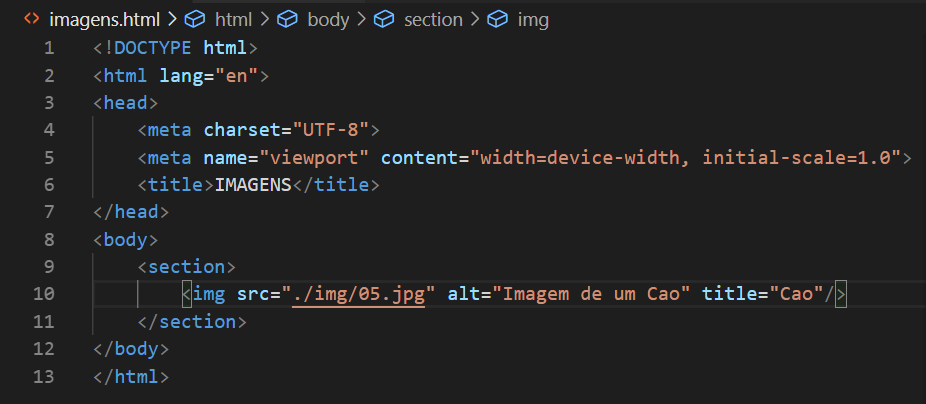 <> imagens.html > html > body > section > img
1 <!DOCTYPE html>
2 <html lang="en">
3 <head>
4     <meta charset="UTF-8">
5     <meta name="viewport" content="width=device-width, initial-scale=1.0">
6     <title>IMAGENS</title>
7 </head>
8 <body>
9     <section>
10         <img src="./img/05.jpg" alt="Imagem de um Cao" title="Cao"/>
11     </section>
12 </body>
13 </html>